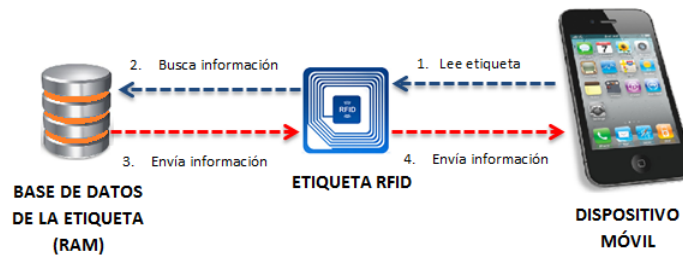 2. Busca información
1. Lee etiqueta
RFID
3. Envía información
4. Envía información
ETIQUETA RFID
BASE DE DATOS
DE LA ETIQUETA
(RAM)
DISPOSITIVO
MÓVIL